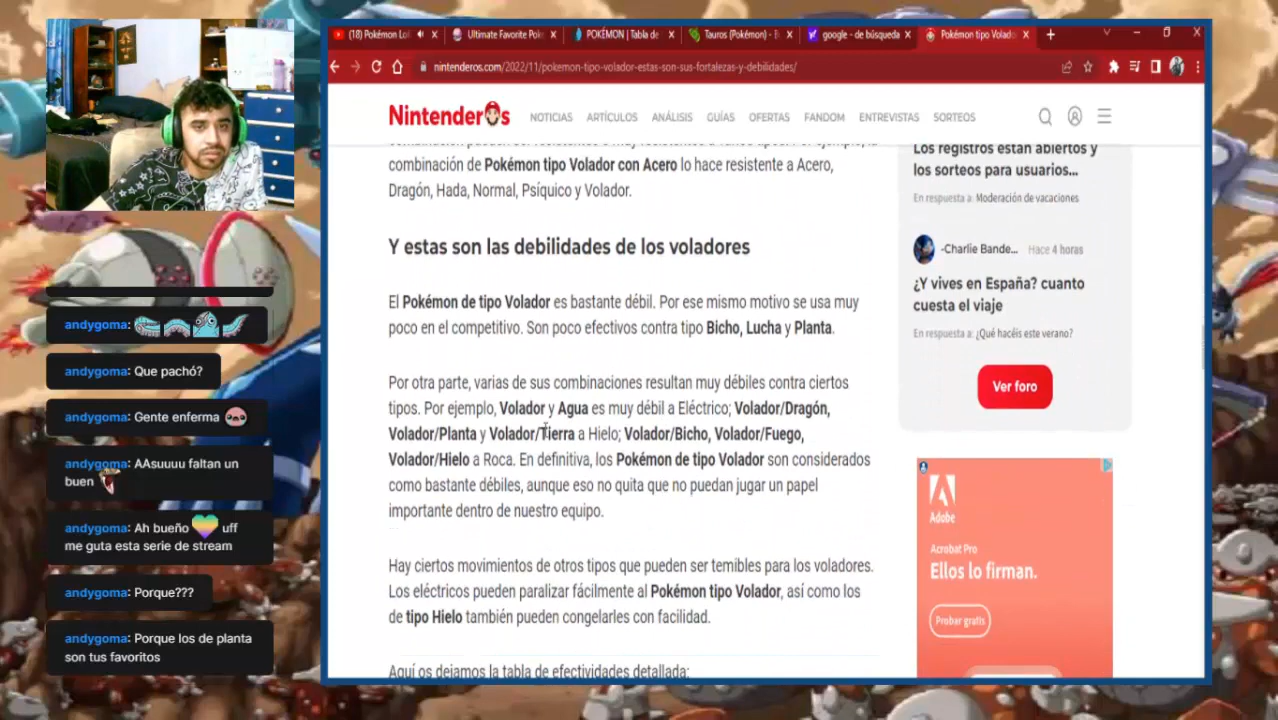 (18) Pokémon Lof
Ultimate Favorite Pok
POKÉMON | Tabla de
Tauros (Pokémon) - E
google - de búsqueda
Pokémon tipo Volado
nintenderos.com/2022/11/pokemon-tipo-volador-estas-son-sus-fortalezas-y-debilidades/
Nintenderos
NOTICIAS ARTÍCULOS ANÁLISIS GUÍAS OFERTAS FANDOM ENTREVISTAS SORTEOS
combinación de Pokémon tipo Volador con Acero lo hace resistente a Acero,
Dragón, Hada, Normal, Psíquico y Volador.
Y estas son las debilidades de los voladores
El Pokémon de tipo Volador es bastante débil. Por ese mismo motivo se usa muy
poco en el competitivo. Son poco efectivos contra tipo Bicho, Lucha y Planta.
Por otra parte, varias de sus combinaciones resultan muy débiles contra ciertos
tipos. Por ejemplo, Volador y Agua es muy débil a Eléctrico; Volador/Dragón,
Volador/Planta y Volador/Tierra a Hielo; Volador/Bicho, Volador/Fuego,
Volador/Hielo a Roca. En definitiva, los Pokémon de tipo Volador son considerados
como bastante débiles, aunque eso no quita que no puedan jugar un papel
importante dentro de nuestro equipo.
Hay ciertos movimientos de otros tipos que pueden ser temibles para los voladores.
Los eléctricos pueden paralizar fácilmente al Pokémon tipo Volador, así como los
de tipo Hielo también pueden congelarles con facilidad.
Aquí os dejamos la tabla de efectividades detallada:
Los registros están abiertos y
los sorteos para usuarios...
En respuesta a: Moderación de vacaciones
-Charlie Bande... Hace 4 horas
¿Y vives en España? cuanto
cuesta el viaje
En respuesta a: ¿Qué hacéis este verano?
Ver foro
Adobe
Acrobat Pro
Ellos lo firman.
Probar gratis
andygoma:
andygoma: Que pachó?
andygoma: Gente enferma
andygoma: AAsuuuu faltan un
buen
andygoma: Ah bueño uff
me guta esta serie de stream
andygoma: Porque???
andygoma: Porque los de planta
son tus favoritos